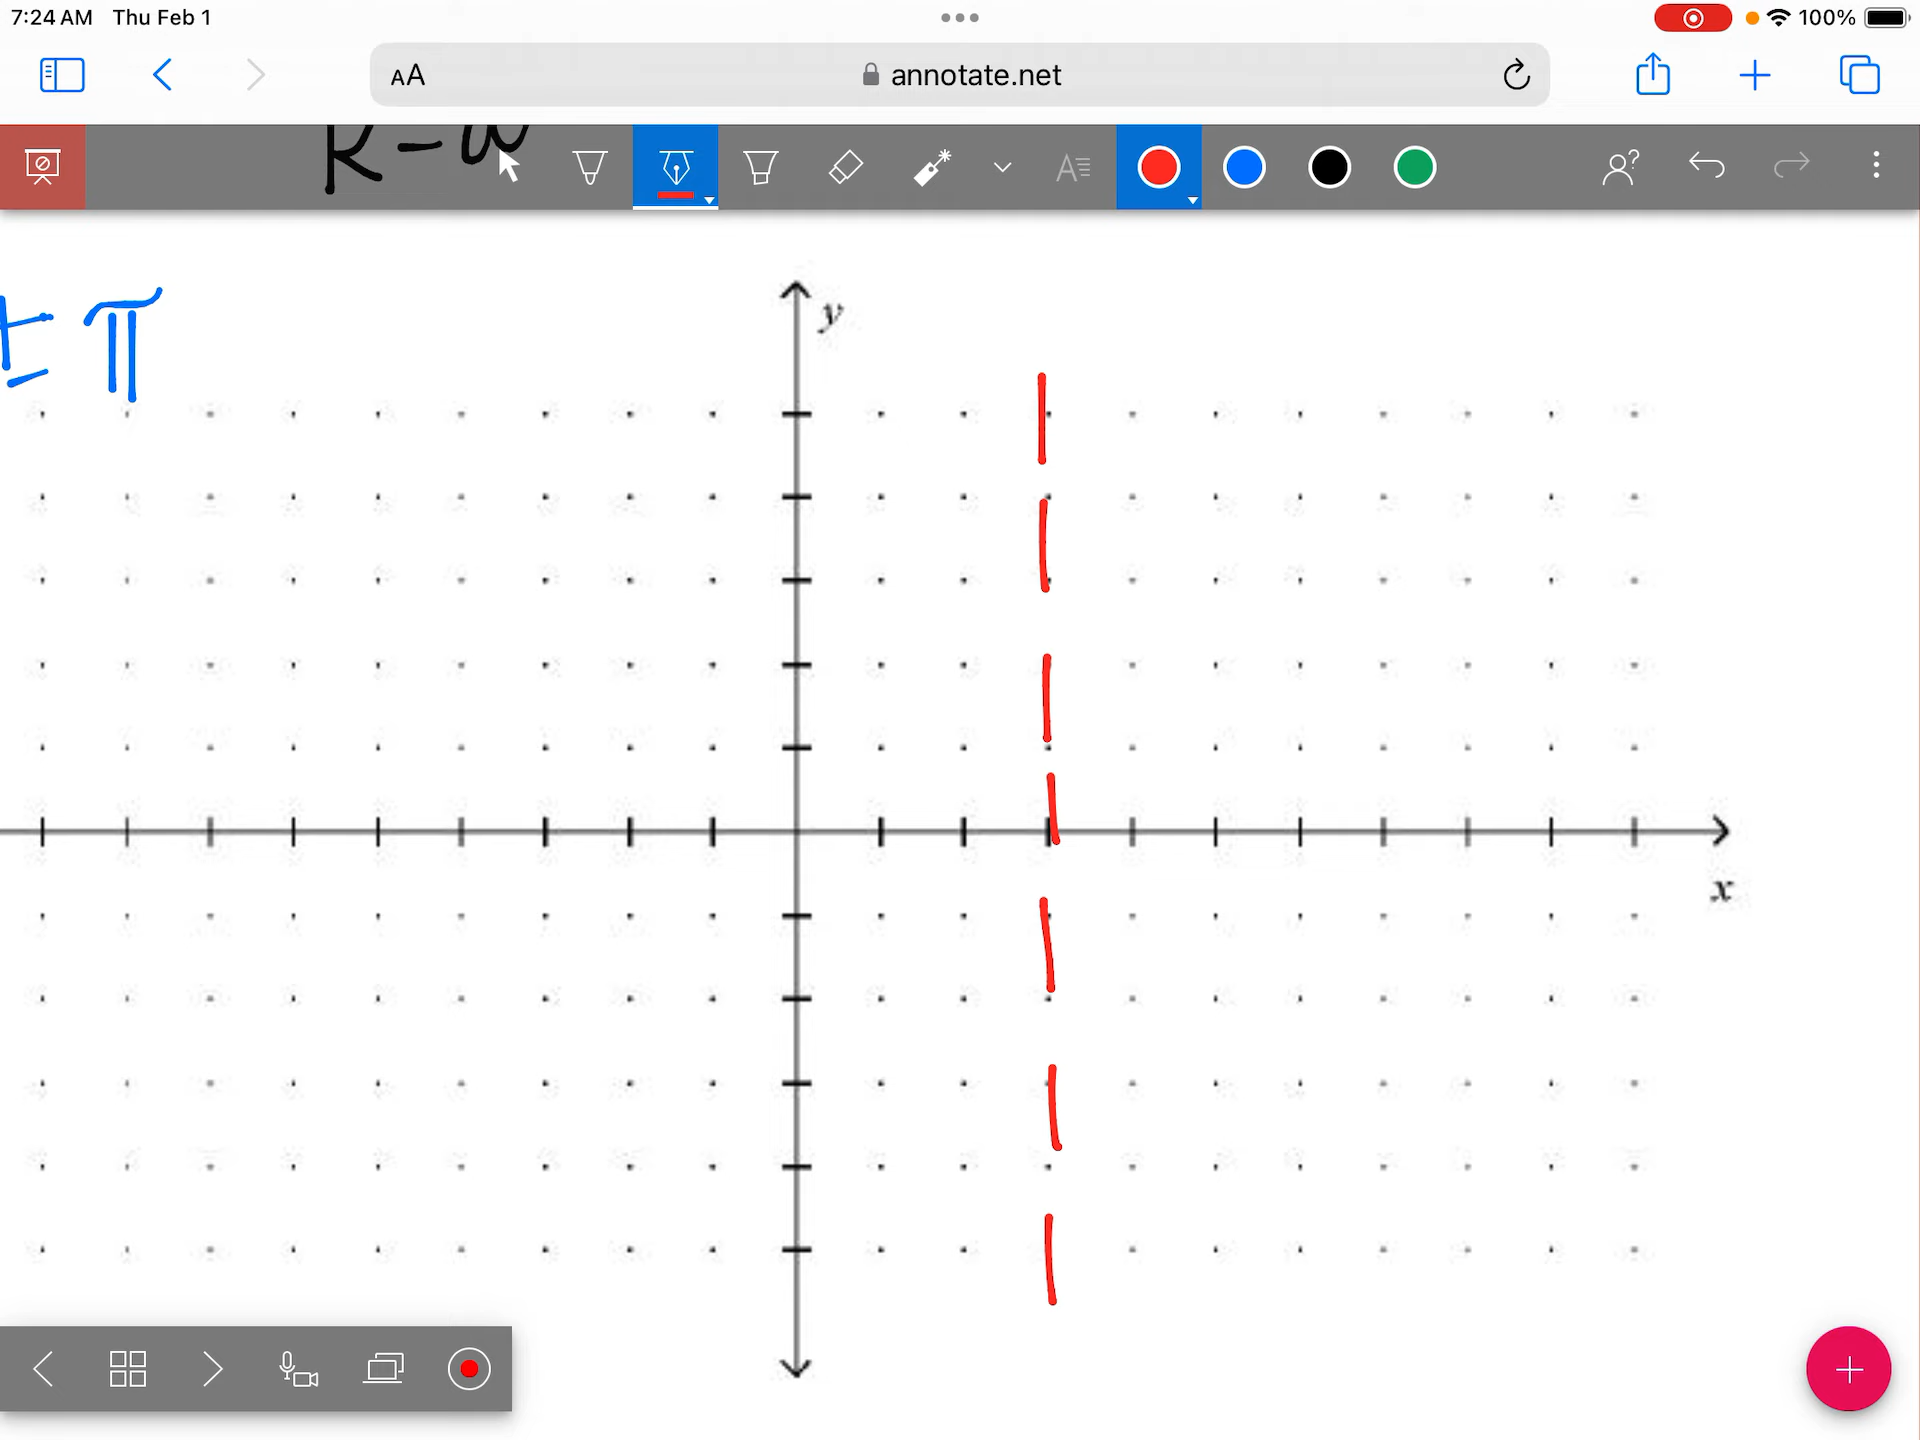 7:24 AM Thu Feb 1
100%
AA
annotate.net
K - a
± π
y
x